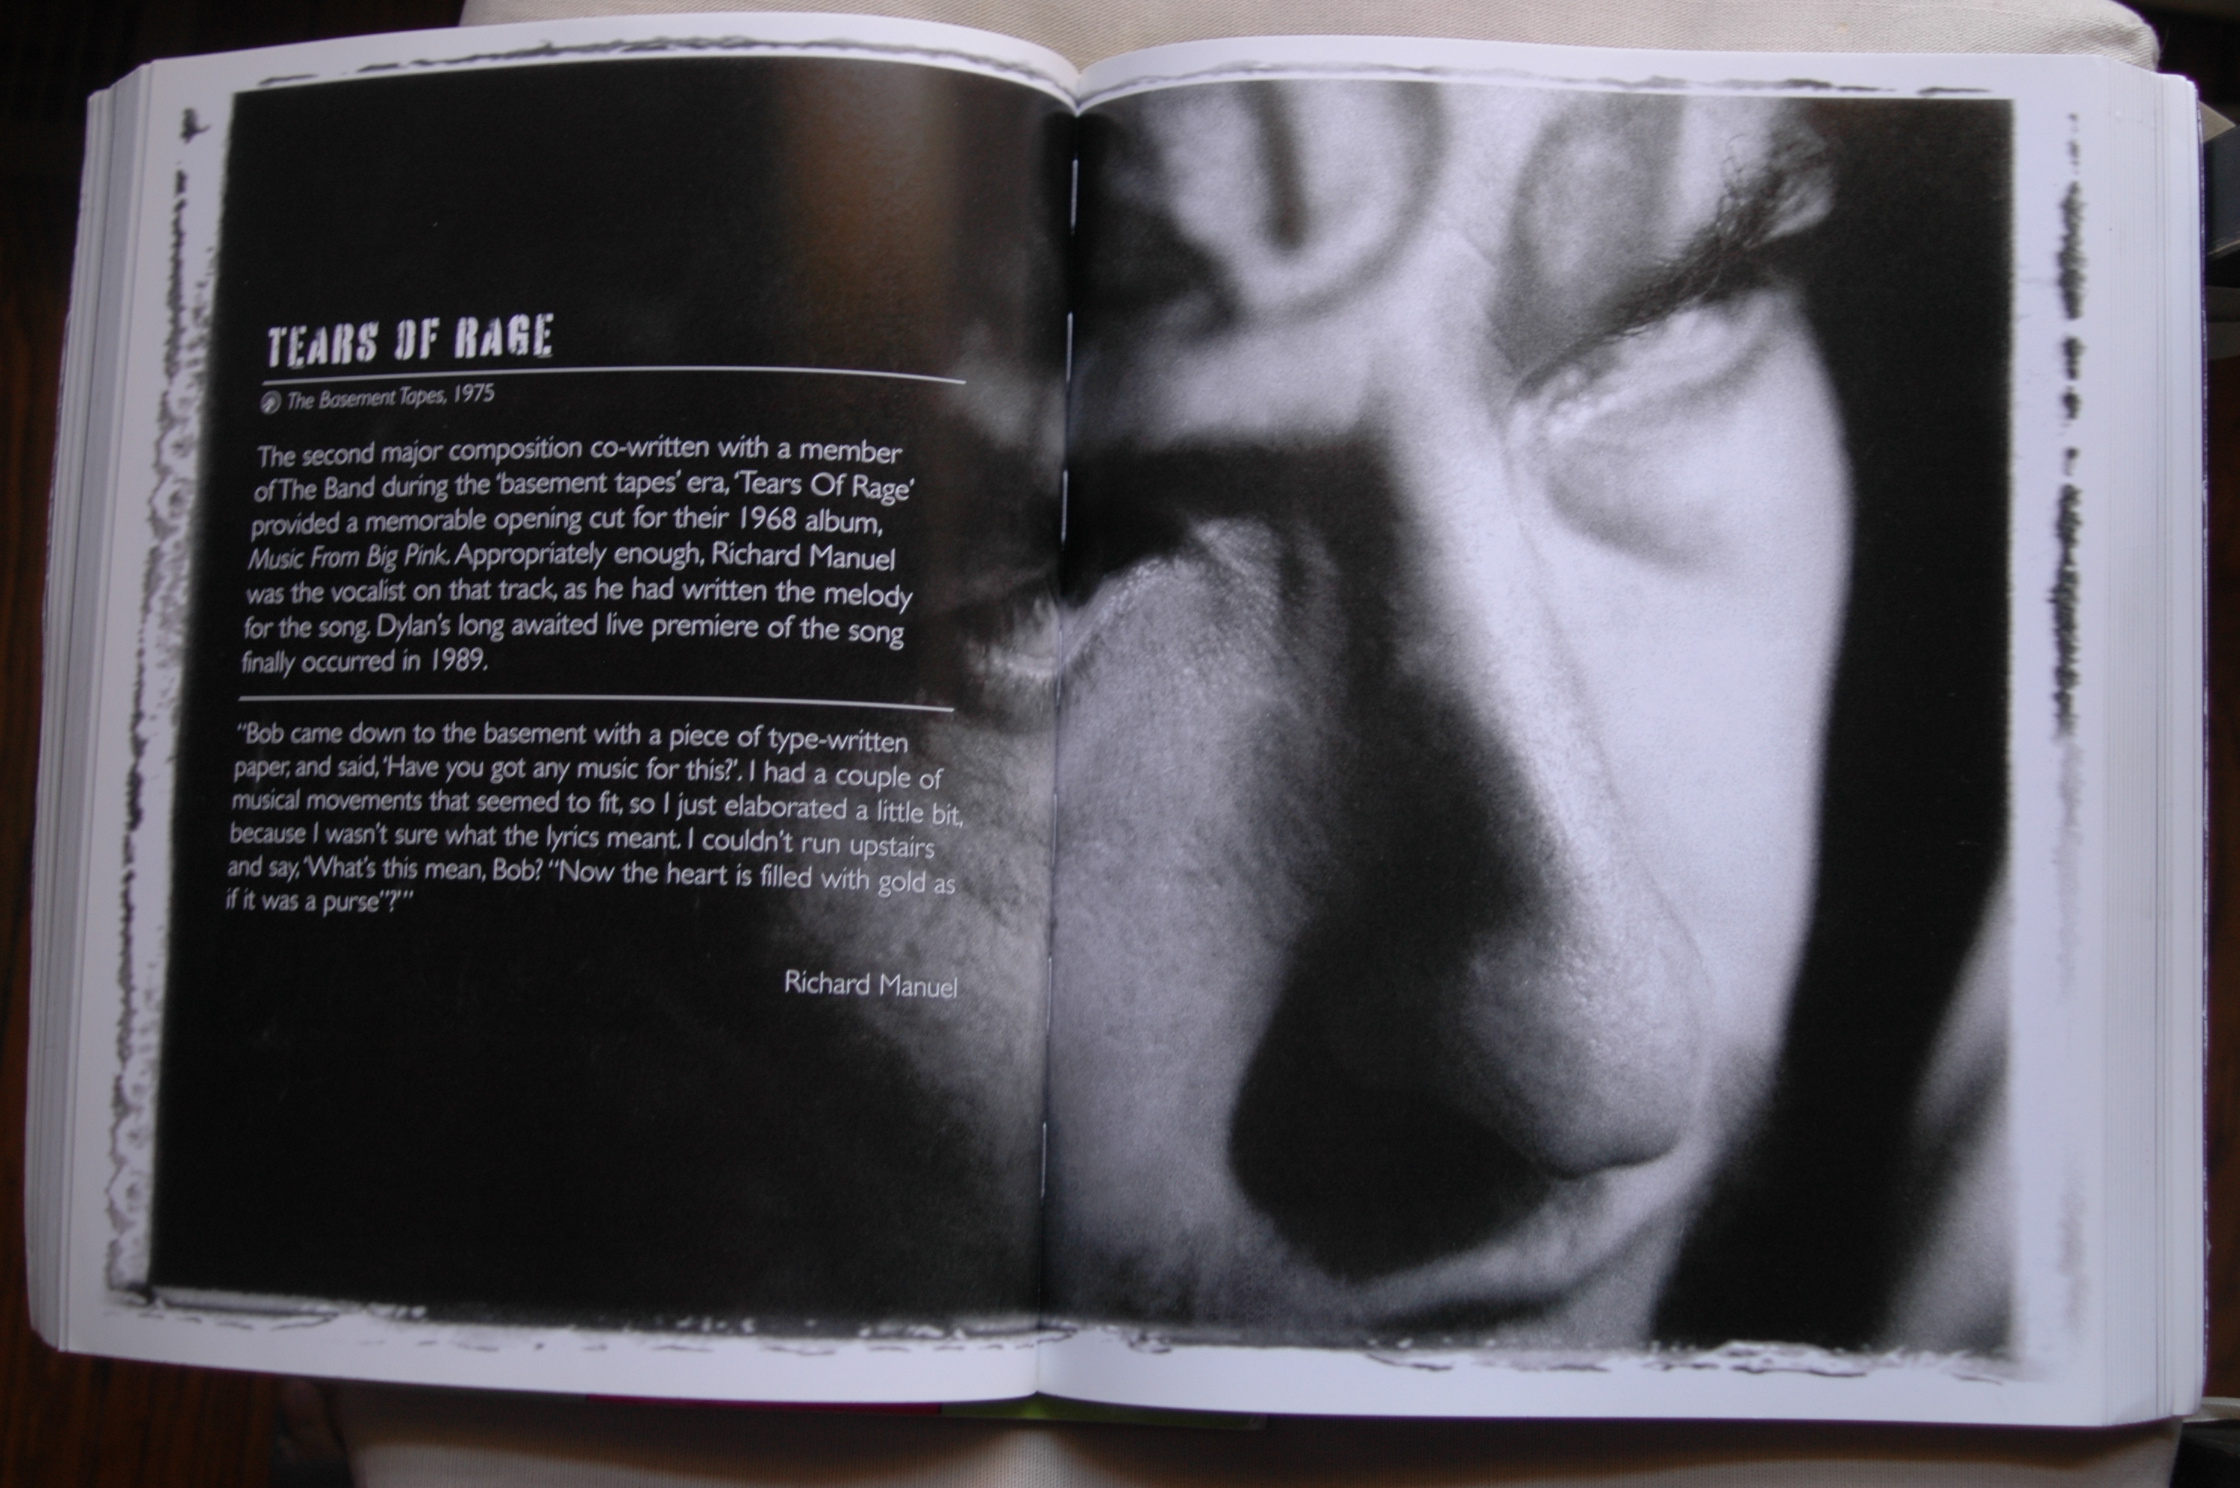 TEARS OF RAGE
The Basement Tapes, 1975
The second major composition co-written with a member
of The Band during the 'basement tapes' era, 'Tears Of Rage'
provided a memorable opening cut for their 1968 album,
Music From Big Pink. Appropriately enough, Richard Manuel
was the vocalist on that track, as he had written the melody
for the song. Dylan's long awaited live premiere of the song
finally occurred in 1989.
"Bob came down to the basement with a piece of type-written
paper, and said, 'Have you got any music for this?'. I had a couple of
musical movements that seemed to fit, so I just elaborated a little bit,
because I wasn't sure what the lyrics meant. I couldn't run upstairs
and say, 'What's this mean, Bob? "Now the heart is filled with gold as
if it was a purse"?'"
Richard Manuel